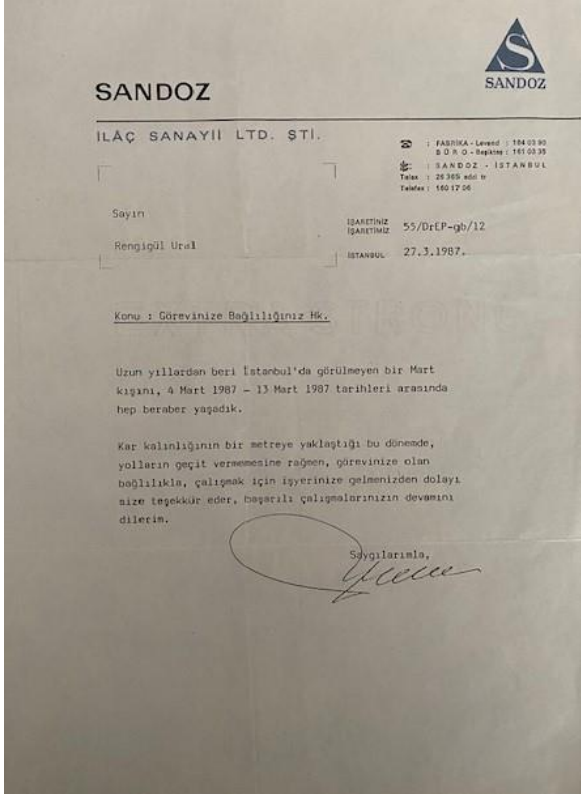 S
SANDOZ
SANDOZ
İLÂÇ SANAYİİ LTD. ŞTİ.
: FABRİKA - Levend : 164 03 90
BÜRO - Beşiktaş : 161 00 35
: SANDOZ - İSTANBUL
Telex : 26 365 edzi tr
Telefax : 160 17 06
Sayın
Rengigül Ural
İŞARETİNİZ
İŞARETİMİZ 55/DrEP-gb/12
İSTANBUL 27.3.1987.
Konu : Görevinize Bağlılığınız Hk.
Uzun yıllardan beri İstanbul'da görülmeyen bir Mart
kışını, 4 Mart 1987 - 13 Mart 1987 tarihleri arasında
hep beraber yaşadık.
Kar kalınlığının bir metreye yaklaştığı bu dönemde,
yolların geçit vermemesine rağmen, görevinize olan
bağlılıkla, çalışmak için işyerinize gelmenizden dolayı
size teşekkür eder, başarılı çalışmalarınızın devamını
dilerim.
Saygılarımla,